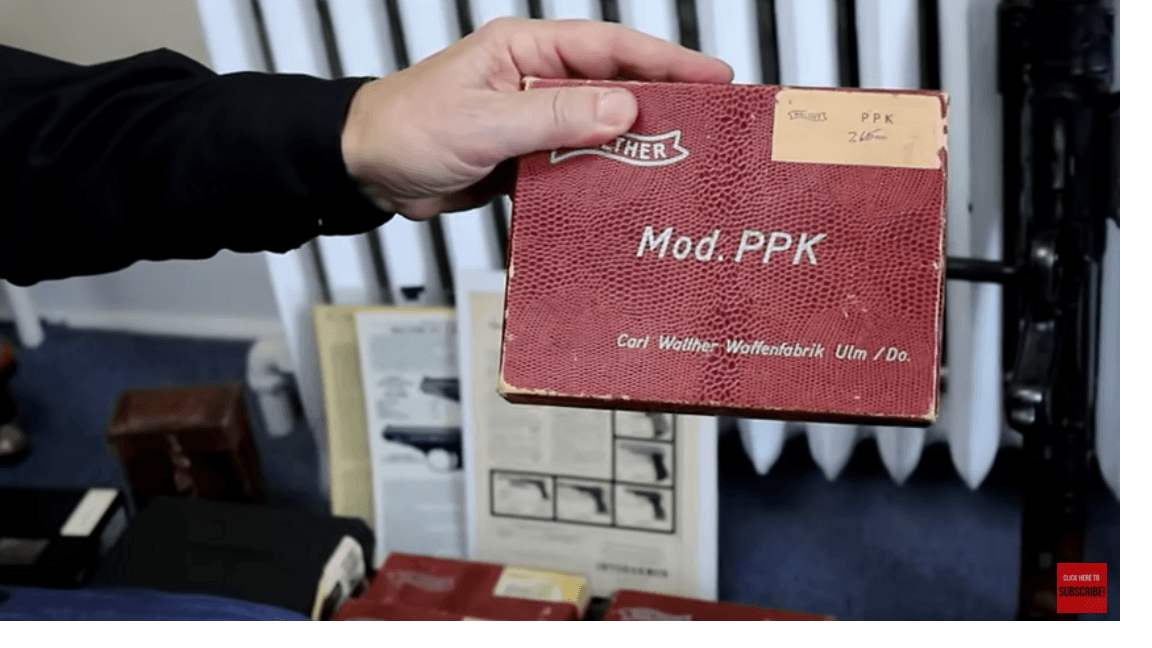 WALTHER
PPK
Mod. PPK
Carl Walther Waffenfabrik Ulm /Do.
CLICK HERE TO
SUBSCRIBE!